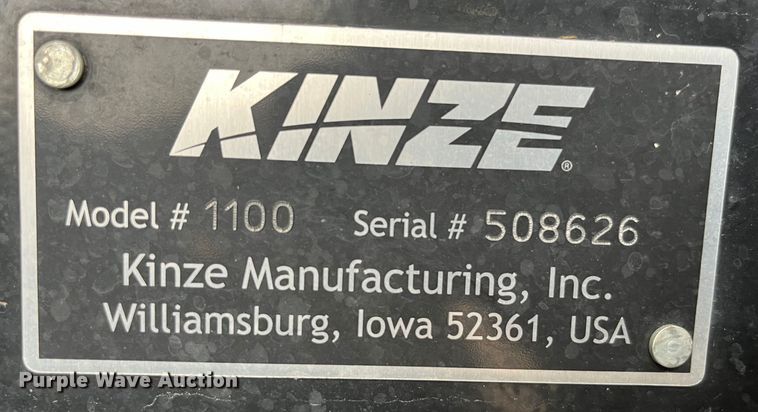 KINZE®
Model # 1100 Serial # 508626
Kinze Manufacturing, Inc.
Williamsburg, Iowa 52361, USA
Purple Wave Auction